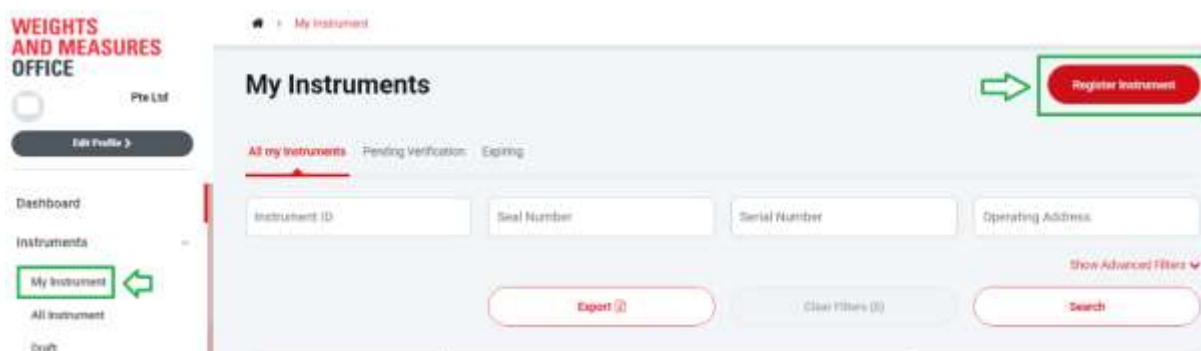 WEIGHTS
AND MEASURES
OFFICE
Pte Ltd
Edit Profile >
Dashboard
Instruments
My Instrument
All Instrument
Draft
My Instrument
My Instruments
Register Instrument
All my Instruments Pending Verification Expiring
Instrument ID Seal Number Serial Number Operating Address
Show Advanced Filters
Export Clear Filters (0) Search